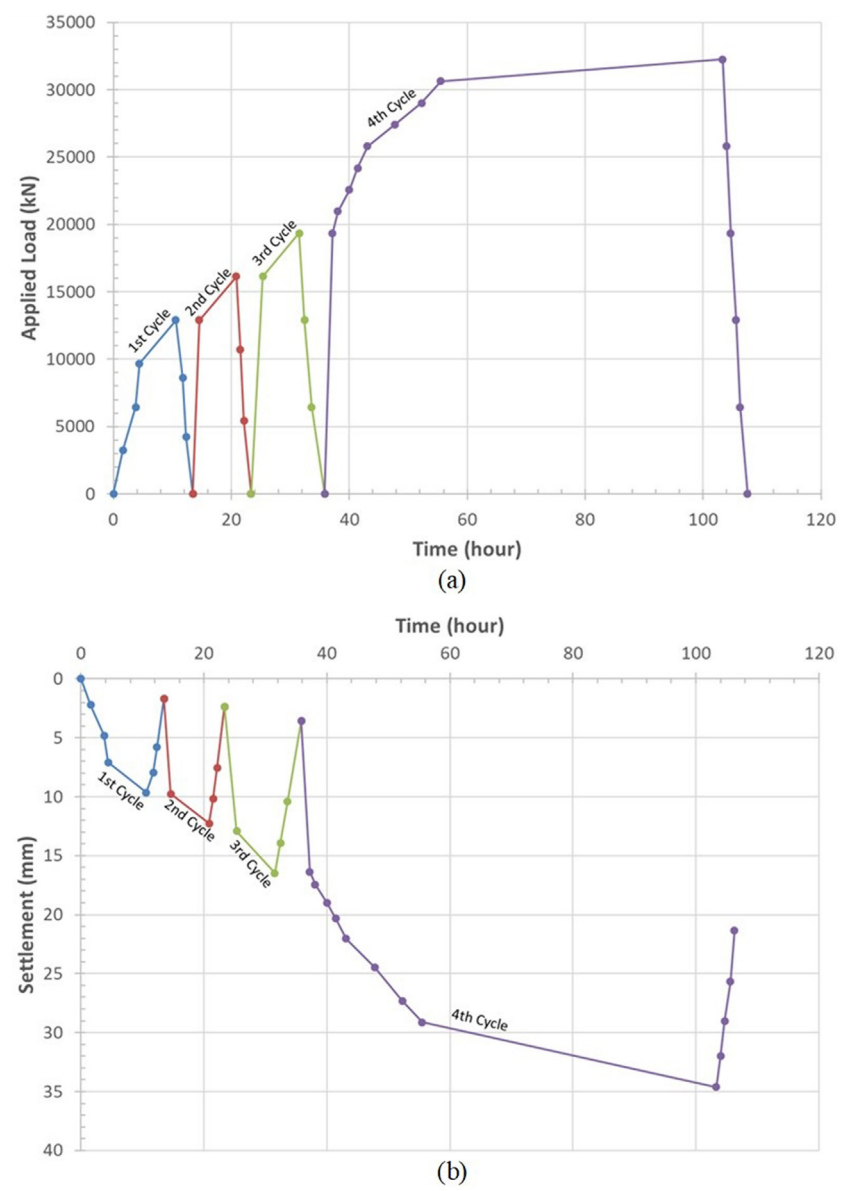 35000
30000
25000
20000
15000
10000
5000
0
Applied Load (kN)
1st Cycle
2nd Cycle
3rd Cycle
4th Cycle
0 20 40 60 80 100 120
Time (hour)
(a)
Time (hour)
0 20 40 60 80 100 120
0
5
10
15
20
25
30
35
40
Settlement (mm)
1st Cycle
2nd Cycle
3rd Cycle
4th Cycle
(b)